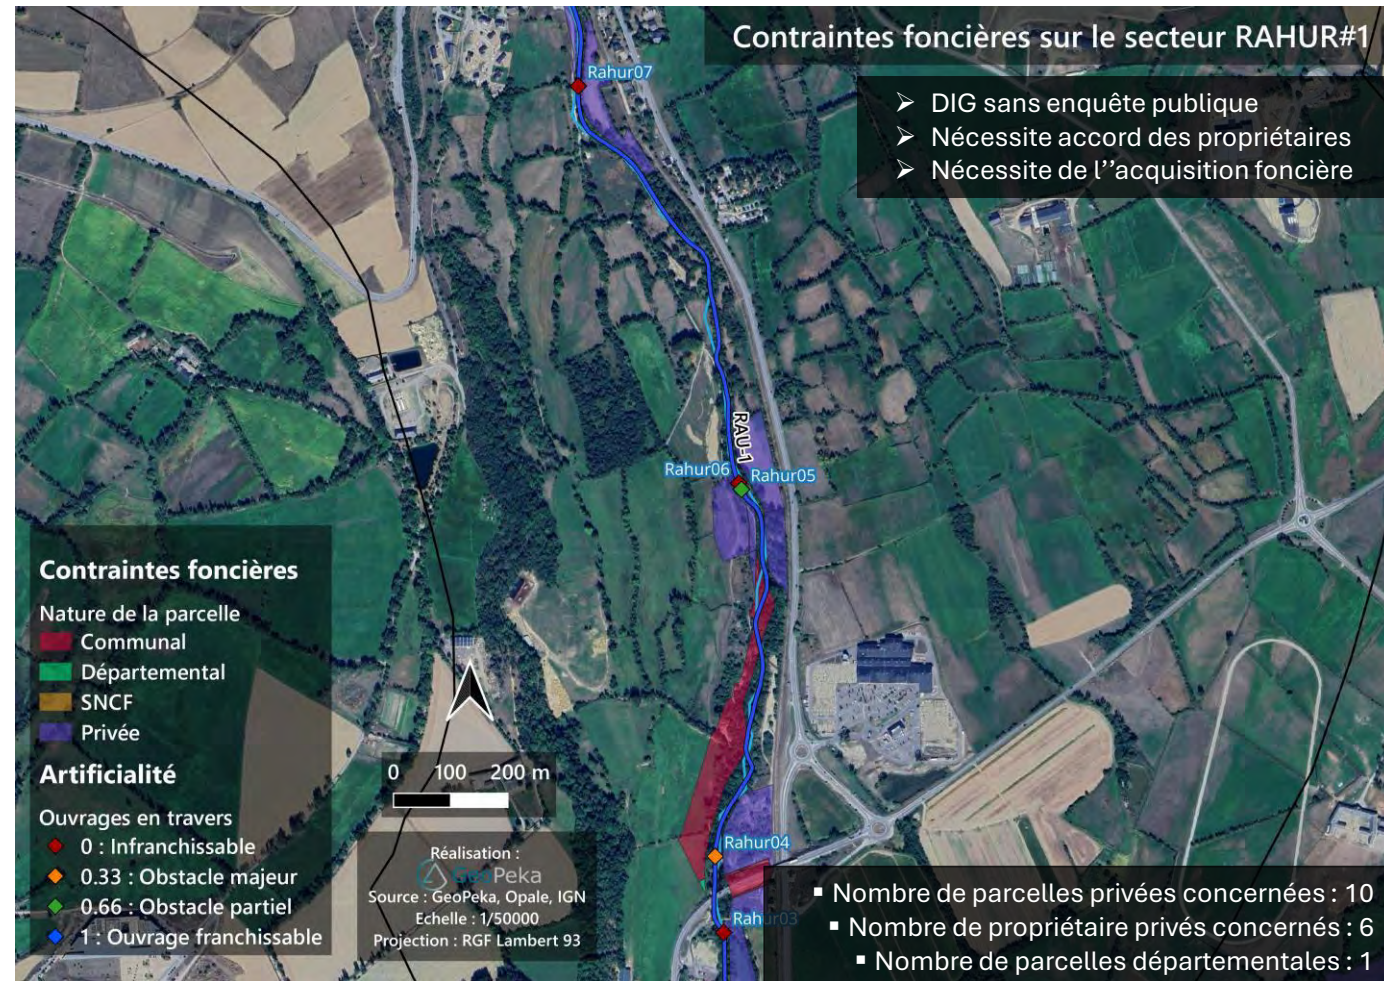 Contraintes foncières sur le secteur RAHUR#1
➢ DIG sans enquête publique
➢ Nécessite accord des propriétaires
➢ Nécessite de l’’acquisition foncière
Rahur07
RAU-1
Rahur06
Rahur05
Rahur04
Rahur03
Contraintes foncières
Nature de la parcelle
Communal
Départemental
SNCF
Privée
Artificialité
Ouvrages en travers
0 : Infranchissable
0.33 : Obstacle majeur
0.66 : Obstacle partiel
1 : Ouvrage franchissable
0 100 200 m
Réalisation :
GeoPeka
Source : GeoPeka, Opale, IGN
Echelle : 1/50000
Projection : RGF Lambert 93
▪ Nombre de parcelles privées concernées : 10
▪ Nombre de propriétaire privés concernés : 6
▪ Nombre de parcelles départementales : 1